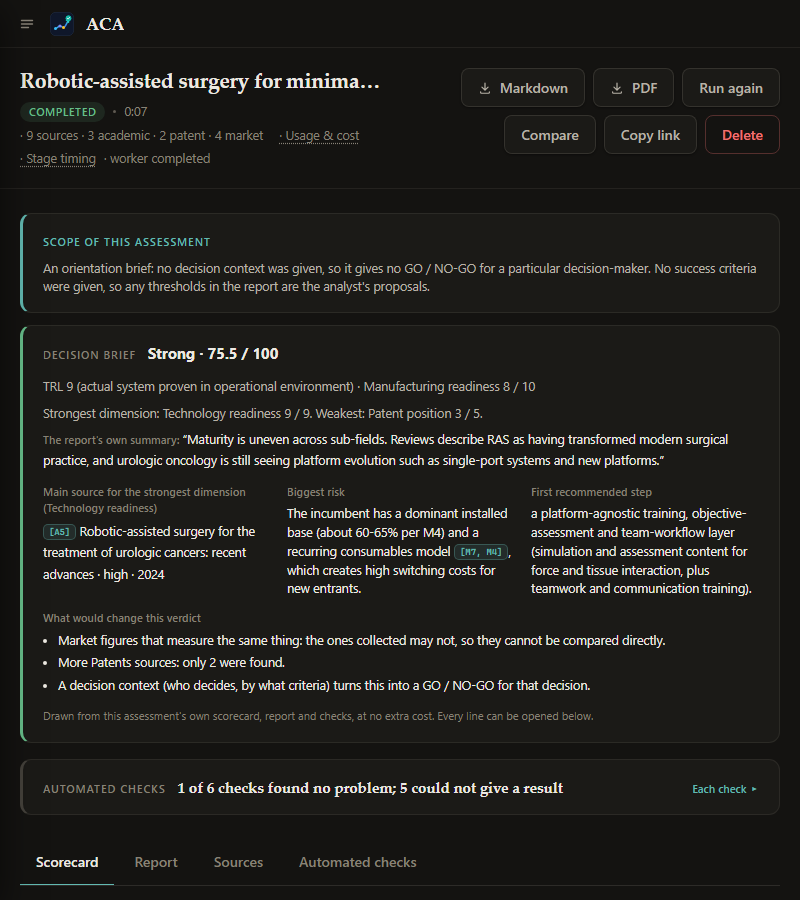 ACA
Robotic-assisted surgery for minima…
COMPLETED · 0:07
· 9 sources · 3 academic · 2 patent · 4 market · Usage & cost
· Stage timing · worker completed
Markdown
PDF
Run again
Compare
Copy link
Delete
SCOPE OF THIS ASSESSMENT
An orientation brief: no decision context was given, so it gives no GO / NO-GO for a particular decision-maker. No success criteria
were given, so any thresholds in the report are the analyst's proposals.
DECISION BRIEF Strong · 75.5 / 100
TRL 9 (actual system proven in operational environment) · Manufacturing readiness 8 / 10
Strongest dimension: Technology readiness 9 / 9. Weakest: Patent position 3 / 5.
The report's own summary: “Maturity is uneven across sub-fields. Reviews describe RAS as having transformed modern surgical
practice, and urologic oncology is still seeing platform evolution such as single-port systems and new platforms.”
Main source for the strongest dimension
(Technology readiness)
[A5] Robotic-assisted surgery for the
treatment of urologic cancers: recent
advances · high · 2024
Biggest risk
The incumbent has a dominant installed
base (about 60-65% per M4) and a
recurring consumables model [M7, M4],
which creates high switching costs for
new entrants.
First recommended step
a platform-agnostic training, objective-
assessment and team-workflow layer
(simulation and assessment content for
force and tissue interaction, plus
teamwork and communication training).
What would change this verdict
• Market figures that measure the same thing: the ones collected may not, so they cannot be compared directly.
• More Patents sources: only 2 were found.
• A decision context (who decides, by what criteria) turns this into a GO / NO-GO for that decision.
Drawn from this assessment's own scorecard, report and checks, at no extra cost. Every line can be opened below.
AUTOMATED CHECKS 1 of 6 checks found no problem; 5 could not give a result
Each check ▸
Scorecard
Report
Sources
Automated checks